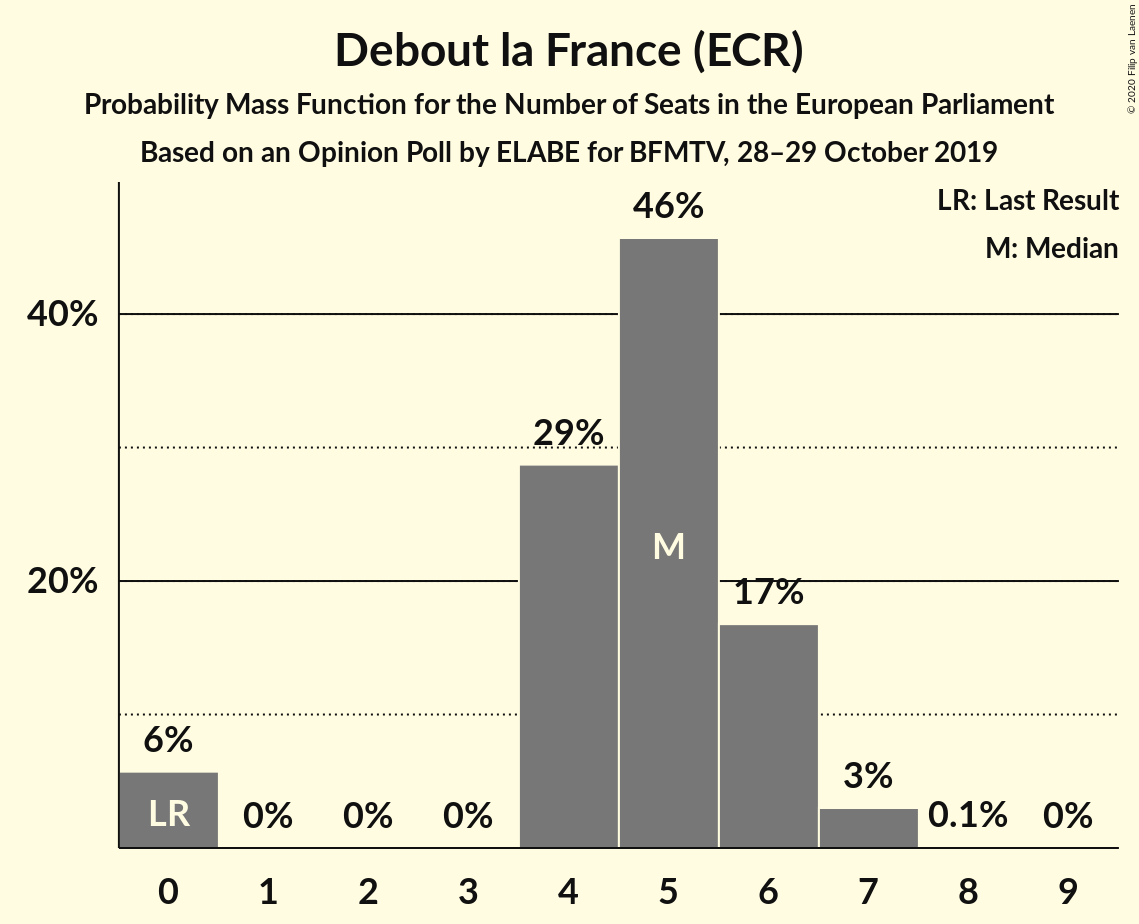 Debout la France (ECR)
Probability Mass Function for the Number of Seats in the European Parliament
Based on an Opinion Poll by ELABE for BFMTV, 28–29 October 2019
© 2020 Filip van Laenen
LR: Last Result
M: Median
46%
40%
29%
M
20%
17%
6%
3%
LR
0%
0%
0%
0.1%
0%
0 1 2 3 4 5 6 7 8 9